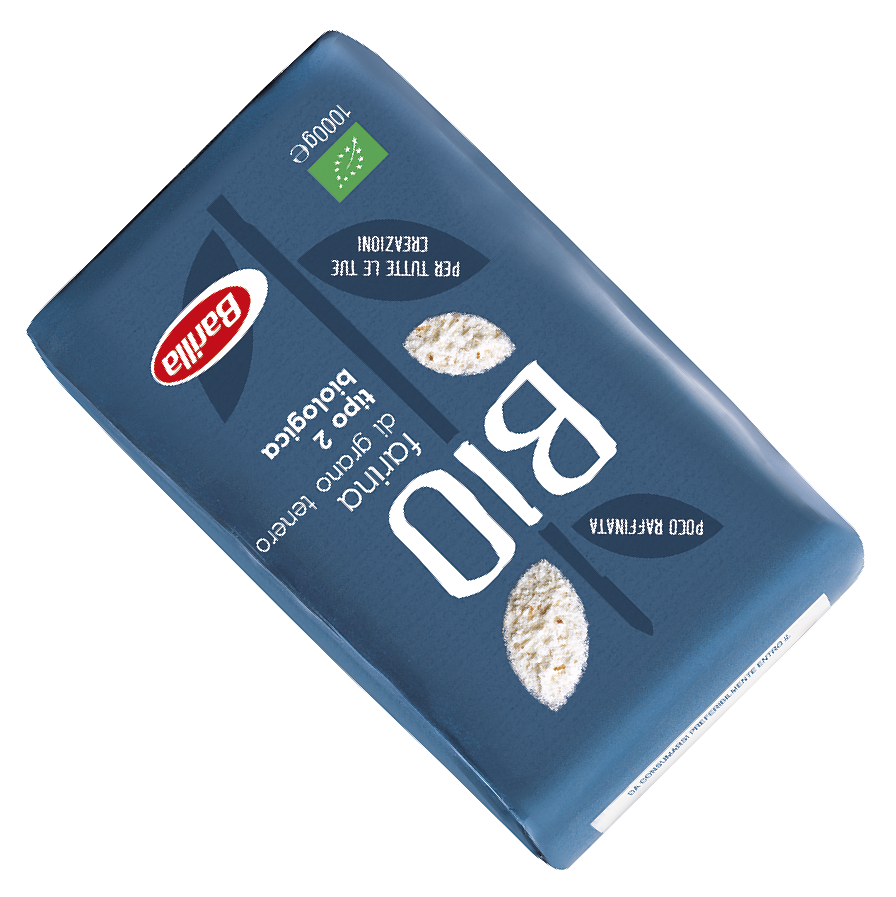 DA CONSUMARSI PREFERIBILMENTE ENTRO IL
POCO RAFFINATA
BIO
farina
di grano tenero
tipo 2
biologica
PER TUTTE LE TUE
CREAZIONI
Barilla
1000g℮